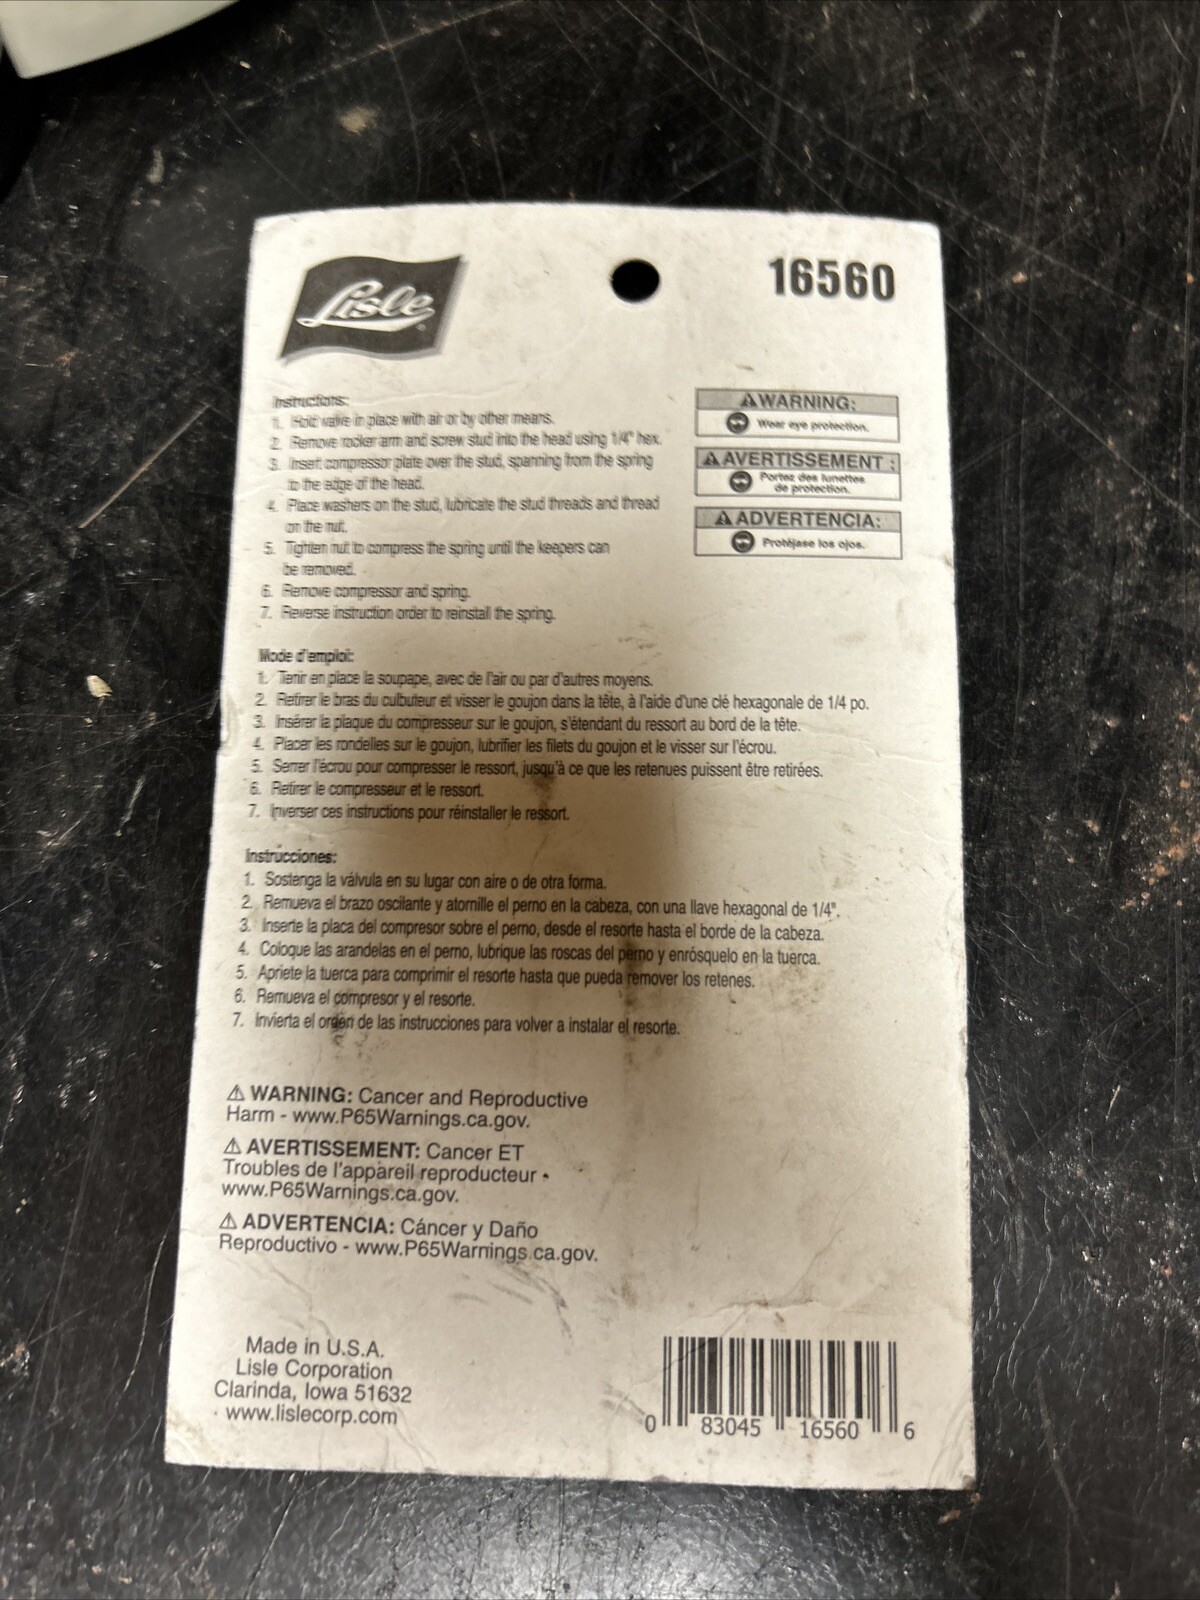 Lisle
16560
Instructions:
1. Hold valve in place with air or by other means.
2. Remove rocker arm and screw stud into the head using 1/4" hex.
3. Insert compressor plate over the stud, spanning from the spring
to the edge of the head.
4. Place washers on the stud, lubricate the stud threads and thread
on the nut.
5. Tighten nut to compress the spring until the keepers can
be removed.
6. Remove compressor and spring.
7. Reverse instruction order to reinstall the spring.
⚠WARNING:
Wear eye protection.
⚠AVERTISSEMENT :
Portez des lunettes
de protection.
⚠ADVERTENCIA:
Protéjase los ojos.
Mode d'emploi:
1. Tenir en place la soupape, avec de l'air ou par d'autres moyens.
2. Retirer le bras du culbuteur et visser le goujon dans la tête, à l'aide d'une clé hexagonale de 1/4 po.
3. Insérer la plaque du compresseur sur le goujon, s'étendant du ressort au bord de la tête.
4. Placer les rondelles sur le goujon, lubrifier les filets du goujon et le visser sur l'écrou.
5. Serrer l'écrou pour compresser le ressort, jusqu'à ce que les retenues puissent être retirées.
6. Retirer le compresseur et le ressort.
7. Inverser ces instructions pour réinstaller le ressort.
Instrucciones:
1. Sostenga la válvula en su lugar con aire o de otra forma.
2. Remueva el brazo oscilante y atornille el perno en la cabeza, con una llave hexagonal de 1/4".
3. Inserte la placa del compresor sobre el perno, desde el resorte hasta el borde de la cabeza.
4. Coloque las arandelas en el perno, lubrique las roscas del perno y enrósquelo en la tuerca.
5. Apriete la tuerca para comprimir el resorte hasta que pueda remover los retenes.
6. Remueva el compresor y el resorte.
7. Invierta el orden de las instrucciones para volver a instalar el resorte.
⚠ WARNING: Cancer and Reproductive
Harm - www.P65Warnings.ca.gov.
⚠ AVERTISSEMENT: Cancer ET
Troubles de l'appareil reproducteur -
www.P65Warnings.ca.gov.
⚠ ADVERTENCIA: Cáncer y Daño
Reproductivo - www.P65Warnings.ca.gov.
Made in U.S.A.
Lisle Corporation
Clarinda, Iowa 51632
www.lislecorp.com
0 83045 16560 6